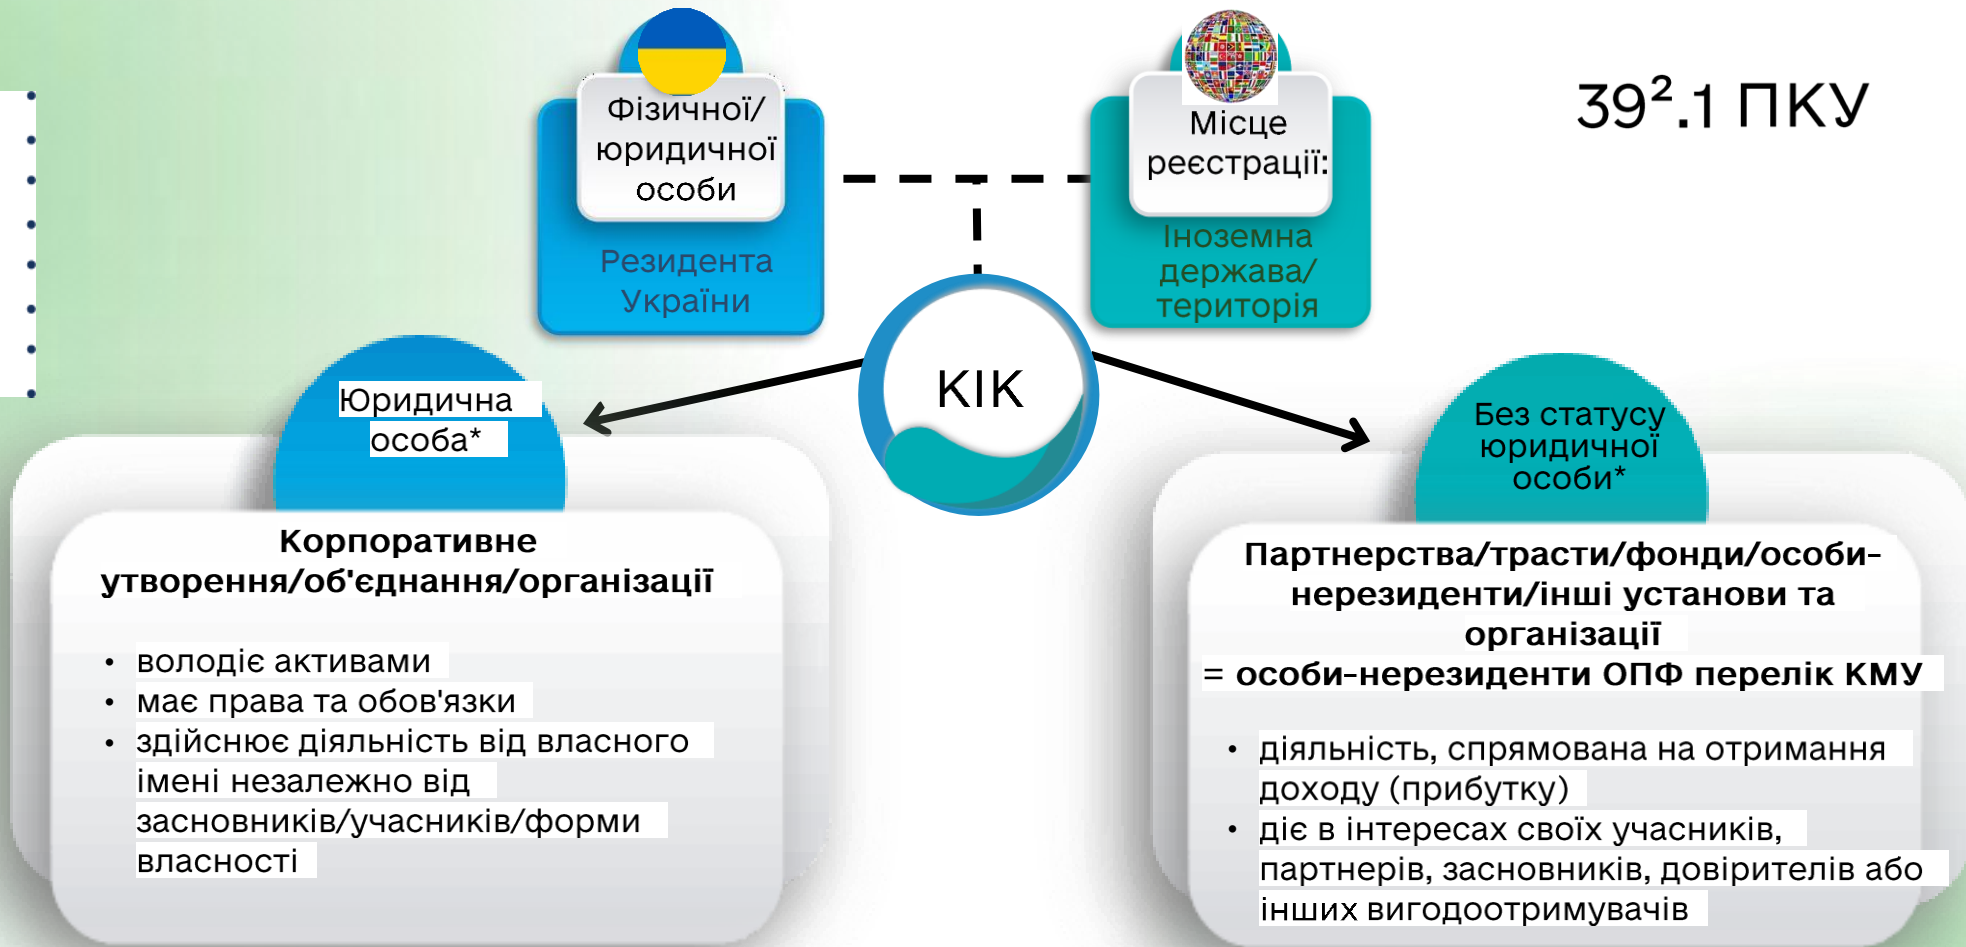 39².1 ПКУ
Фізичної/
юридичної
особи
Резидента
України
Місце
реєстрації:
Іноземна
держава/
територія
КІК
Юридична
особа*
Корпоративне
утворення/об'єднання/організації
• володіє активами
• має права та обов'язки
• здійснює діяльність від власного
імені незалежно від
засновників/учасників/форми
власності
Без статусу
юридичної
особи*
Партнерства/трасти/фонди/особи-
нерезиденти/інші установи та
організації
= особи-нерезиденти ОПФ перелік КМУ
• діяльність, спрямована на отримання
доходу (прибутку)
• діє в інтересах своїх учасників,
партнерів, засновників, довірителів або
інших вигодоотримувачів